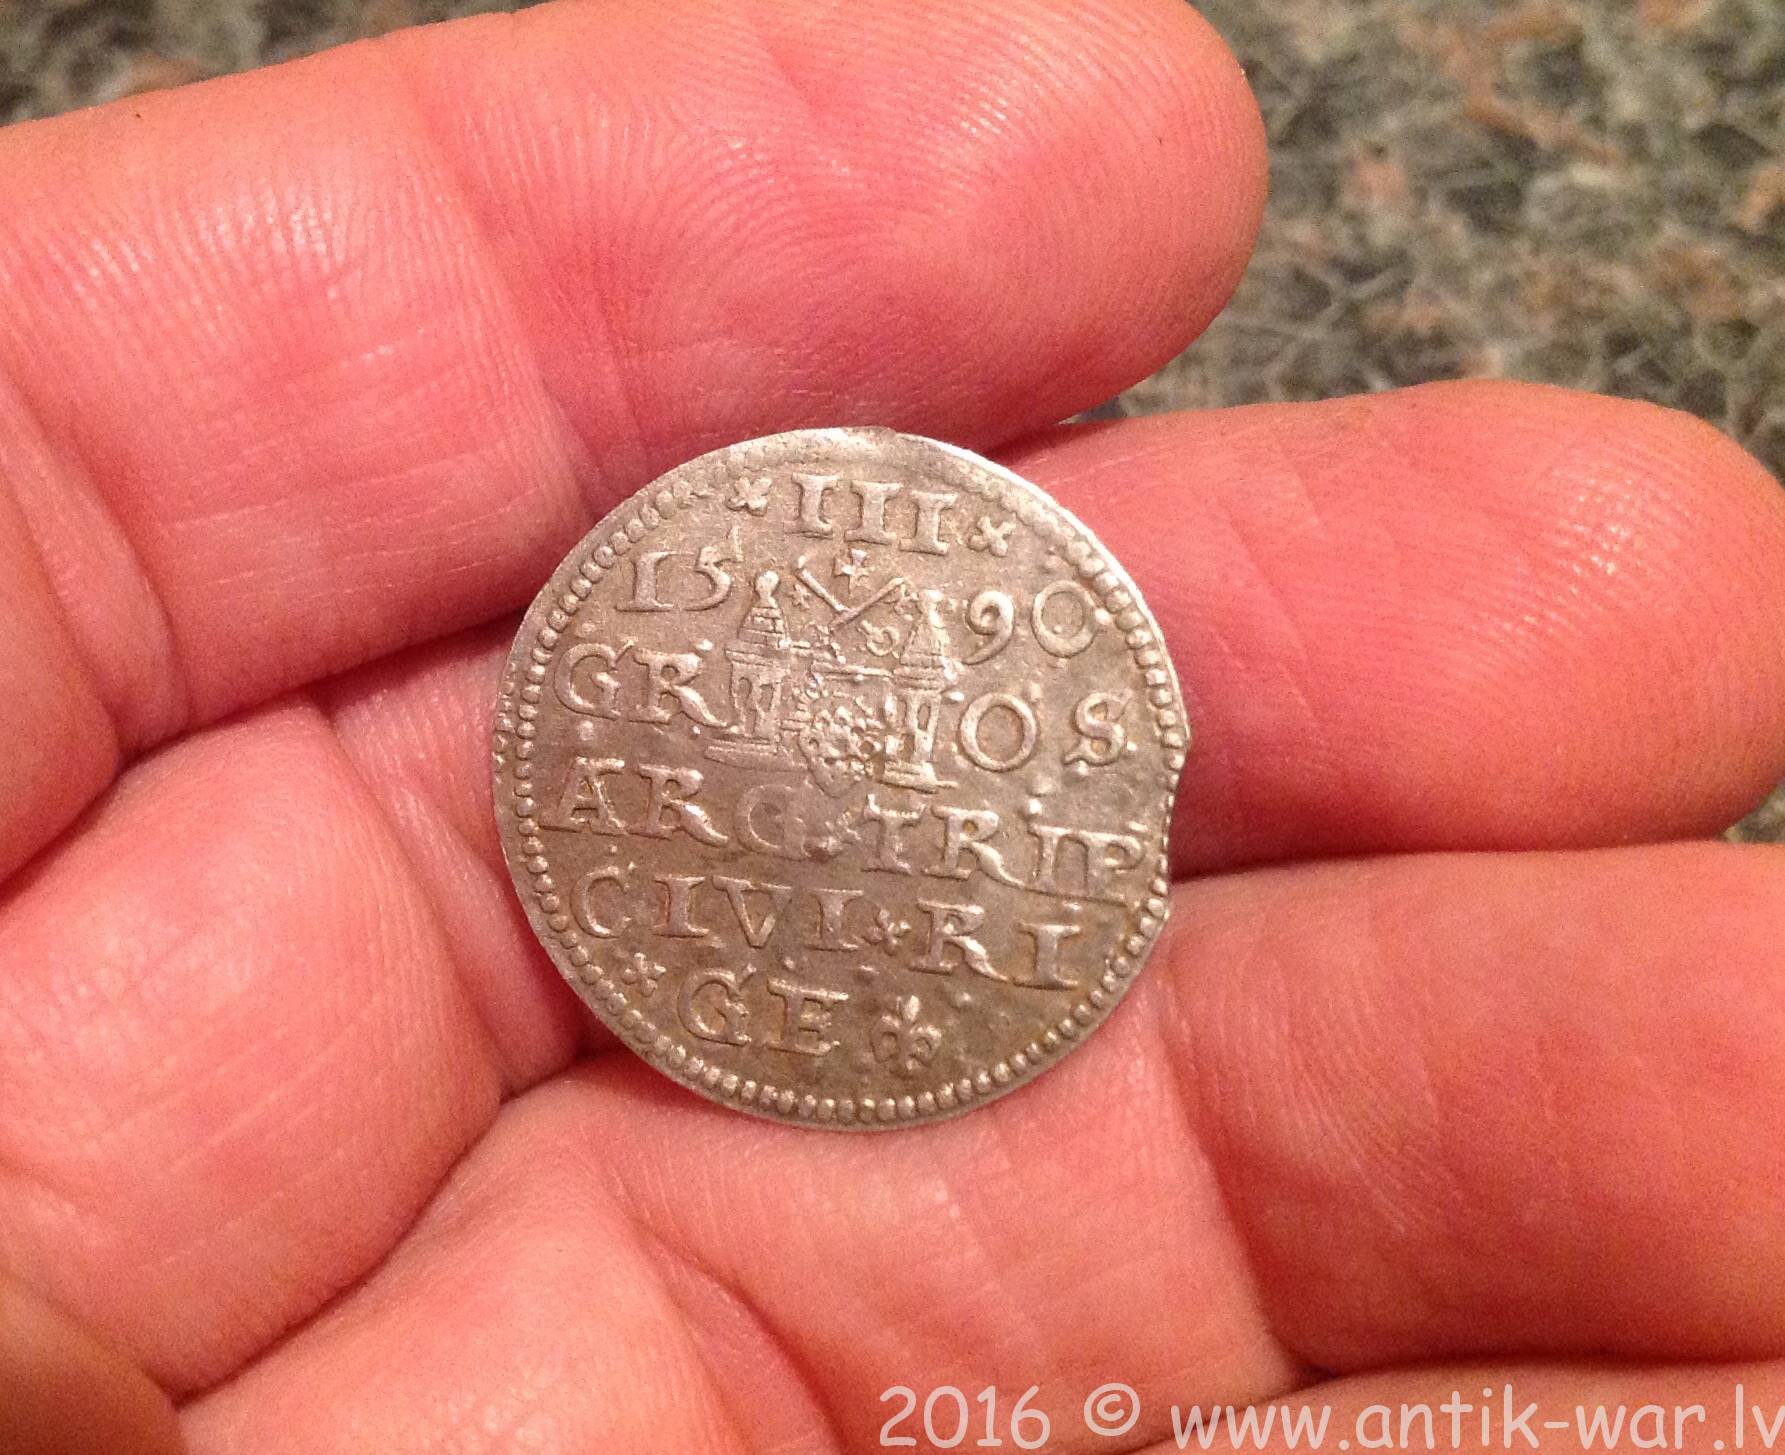 III
15 90
GR OS
ARG TRIP
CIVI RI
GE
2016 © www.antik-war.lv